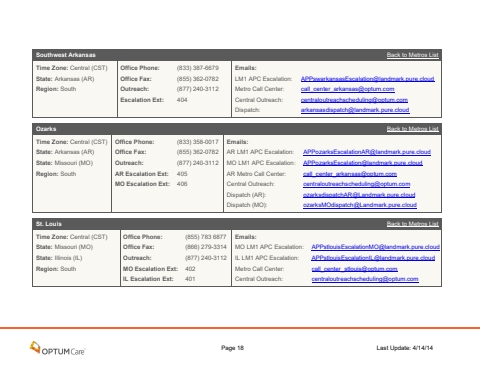 Southwest Arkansas Back to Metros List
Time Zone: Central (CST) Office Phone: (833) 387-6879 Emails:
State: Arkansas (AR) Office Fax: (855) 362-0782 LM1 APC Escalation: APPswarkansasEscalation@landmark.pure.cloud
Region: South Outreach: (877) 240-3112 Metro Call Center: call_center_arkansas@optum.com
Escalation Ext: 404 Central Outreach: centraloutreachscheduling@optum.com
Dispatch: arkansasdispatch@Landmark.pure.cloud
Ozarks Back to Metros List
Time Zone: Central (CST) Office Phone: (833) 358-0017 Emails:
State: Arkansas (AR) Office Fax: (855) 362-0782 AR LM1 APC Escalation: APPozarksEscalationAR@landmark.pure.cloud
State: Missouri (MO) Outreach: (877) 240-3112 MO LM1 APC Escalation: APPozarksEscalation@landmark.pure.cloud
Region: South AR Escalation Ext: 405 AR Metro Call Center: call_center_arkansas@optum.com
MO Escalation Ext: 406 Central Outreach: centraloutreachscheduling@optum.com
Dispatch (AR): ozarksdispatchAR@Landmark.pure.cloud
Dispatch (MO): ozarksMOdispatch@Landmark.pure.cloud
St. Louis Back to Metros List
Time Zone: Central (CST) Office Phone: (855) 783 6877 Emails:
State: Missouri (MO) Office Fax: (866) 279-3314 MO LM1 APC Escalation: APPstlouisEscalationMO@landmark.pure.cloud
State: Illinois (IL) Outreach: (877) 240-3112 IL LM1 APC Escalation: APPstlouisEscalationIL@landmark.pure.cloud
Region: South MO Escalation Ext: 402 Metro Call Center: call_center_stlouis@optum.com
IL Escalation Ext: 401 Central Outreach: centraloutreachscheduling@optum.com
OPTUMCare Page 18 Last Update: 4/14/14